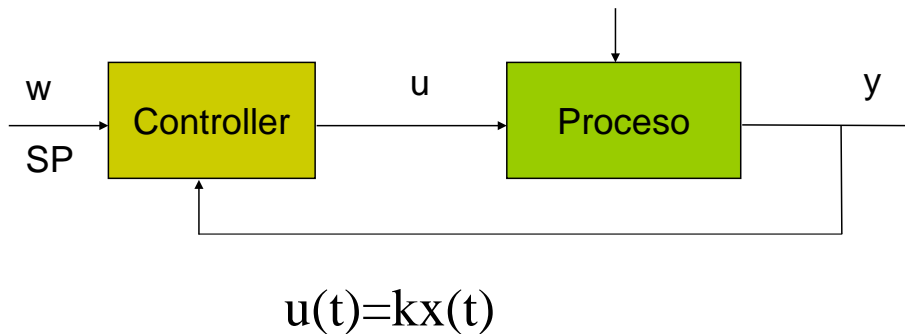 w
SP
Controller
u
Proceso
y
u(t)=kx(t)